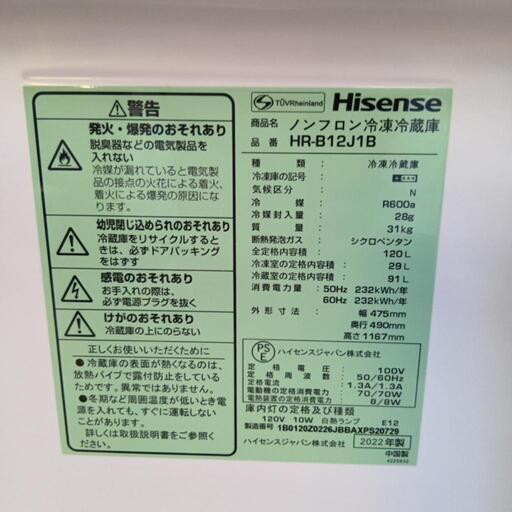 警告
発火・爆発のおそれあり
脱臭器などの電気製品を入れない
冷媒が漏れていると電気製品の接点の火花による着火、着火による爆発の原因になります。
幼児閉じ込められのおそれあり
冷蔵庫をリサイクルするときは、必ずドアパッキングをはずす
感電のおそれあり
お手入れの際は、必ず電源プラグを抜く
けがのおそれあり
冷蔵庫の上にのらない
正しくお使いいただくために
●冷蔵庫の表面が熱くなるのは、放熱パイプで露付き防止をしているためです。異常ではありません。
●冬期など周囲温度が低いとき電源を入れても、すぐに運転しないことがあります。
詳しくは取扱説明書をご参照ください。
TÜVRheinland
Hisense
商品名 ノンフロン冷凍冷蔵庫
品番 HR-B12J1B
種類: 冷凍冷蔵庫
冷凍庫の記号:
気候区分: N
冷媒: R600a
冷媒封入量: 28g
質量: 31kg
断熱発泡ガス: シクロペンタン
全定格内容積: 120L
冷凍室の定格内容積: 29L
冷蔵室の定格内容積: 91L
消費電力量: 50Hz 232kWh/年
60Hz 232kWh/年
外形寸法: 幅 475mm
奥行 490mm
高さ 1167mm
PS
E
ハイセンスジャパン株式会社
定格電圧: 100V
定格周波数: 50/60Hz
定格電流: 1.3A/1.3A
電動機の定格消費電力: 70/70W
電熱装置の定格消費電力: 8/8W
庫内灯の定格及び種類
120V 10W 白熱ランプ E12
製造番号 1B0120Z0226JBBAXPS20729
ハイセンスジャパン株式会社
2022年製
中国製